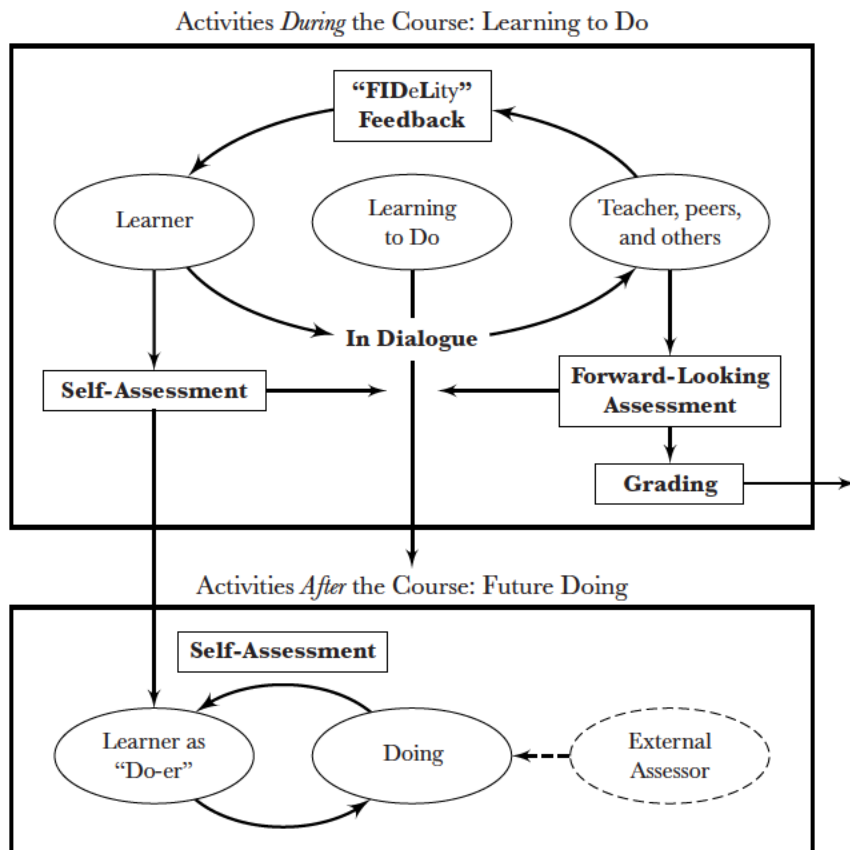 Activities During the Course: Learning to Do
“FIDeLity”
Feedback
Learner
Learning
to Do
Teacher, peers,
and others
In Dialogue
Self-Assessment
Forward-Looking
Assessment
Grading
Activities After the Course: Future Doing
Self-Assessment
Learner as
“Do-er”
Doing
External
Assessor